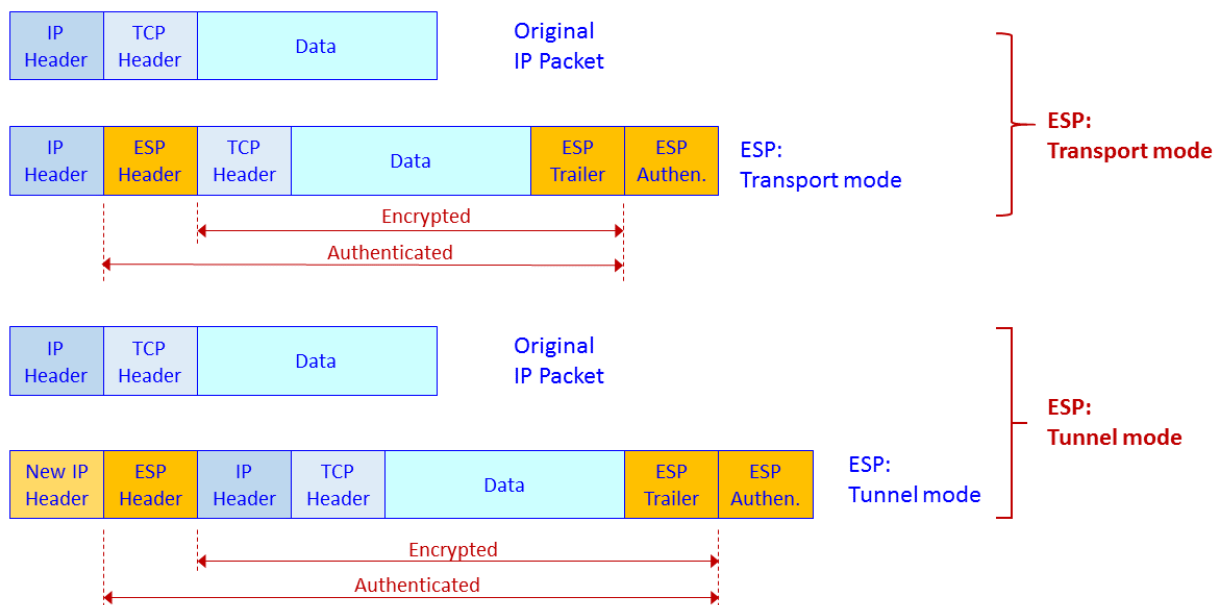 IP
Header
TCP
Header
Data
Original
IP Packet
IP
Header
ESP
Header
TCP
Header
Data
ESP
Trailer
ESP
Authen.
ESP:
Transport mode
ESP:
Transport mode
Encrypted
Authenticated
IP
Header
TCP
Header
Data
Original
IP Packet
ESP:
Tunnel mode
New IP
Header
ESP
Header
IP
Header
TCP
Header
Data
ESP
Trailer
ESP
Authen.
ESP:
Tunnel mode
Encrypted
Authenticated